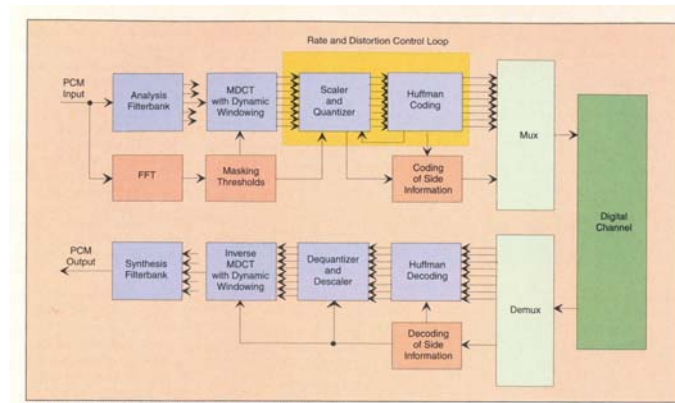 Rate and Distortion Control Loop
PCM
Input
Analysis
Filterbank
MDCT
with Dynamic
Windowing
Scaler
and
Quantizer
Huffman
Coding
Mux
FFT
Masking
Thresholds
Coding
of Side
Information
Digital
Channel
PCM
Output
Synthesis
Filterbank
Inverse
MDCT
with Dynamic
Windowing
Dequantizer
and
Descaler
Huffman
Decoding
Demux
Decoding
of Side
Information